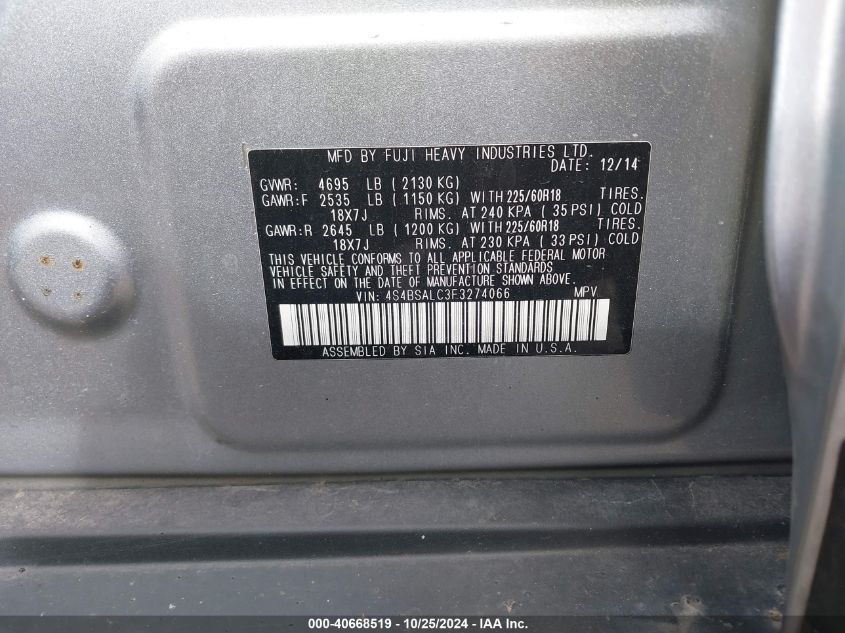 MFD BY FUJI HEAVY INDUSTRIES LTD.
DATE: 12/14
GVWR: 4695 LB ( 2130 KG)
GAWR:F 2535 LB ( 1150 KG) WITH 225/60R18 TIRES.
18X7J RIMS. AT 240 KPA ( 35 PSI) COLD
GAWR:R 2645 LB ( 1200 KG) WITH 225/60R18 TIRES.
18X7J RIMS. AT 230 KPA ( 33 PSI) COLD
THIS VEHICLE CONFORMS TO ALL APPLICABLE FEDERAL MOTOR
VEHICLE SAFETY AND THEFT PREVENTION STANDARDS
IN EFFECT ON THE DATE OF MANUFACTURE SHOWN ABOVE.
VIN: 4S4BSALC3F3274066 MPV
ASSEMBLED BY SIA INC. MADE IN U.S.A.
000-40668519 - 10/25/2024 - IAA Inc.